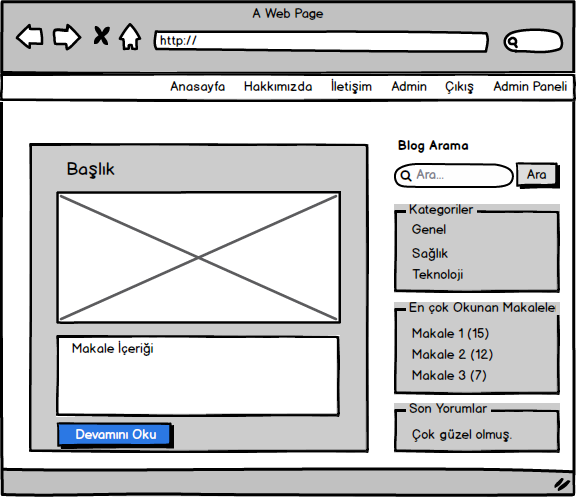 A Web Page
http://
Anasayfa Hakkımızda İletişim Admin Çıkış Admin Paneli
Başlık
Makale İçeriği
Devamını Oku
Blog Arama
Ara... Ara
Kategoriler
Genel
Sağlık
Teknoloji
En çok Okunan Makalele
Makale 1 (15)
Makale 2 (12)
Makale 3 (7)
Son Yorumlar
Çok güzel olmuş.